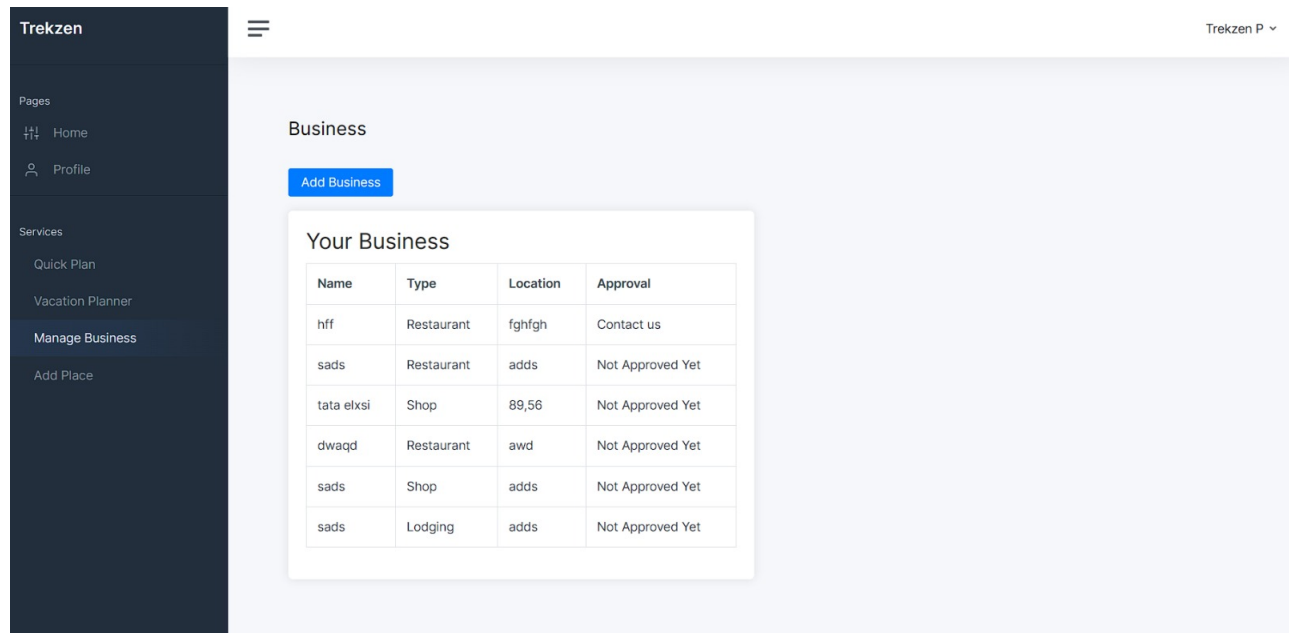 Trekzen
Trekzen P
Pages
Home
Profile
Services
Quick Plan
Vacation Planner
Manage Business
Add Place
Business
Add Business
Your Business
Name Type Location Approval
hff Restaurant fghfgh Contact us
sads Restaurant adds Not Approved Yet
tata elxsi Shop 89,56 Not Approved Yet
dwaqd Restaurant awd Not Approved Yet
sads Shop adds Not Approved Yet
sads Lodging adds Not Approved Yet